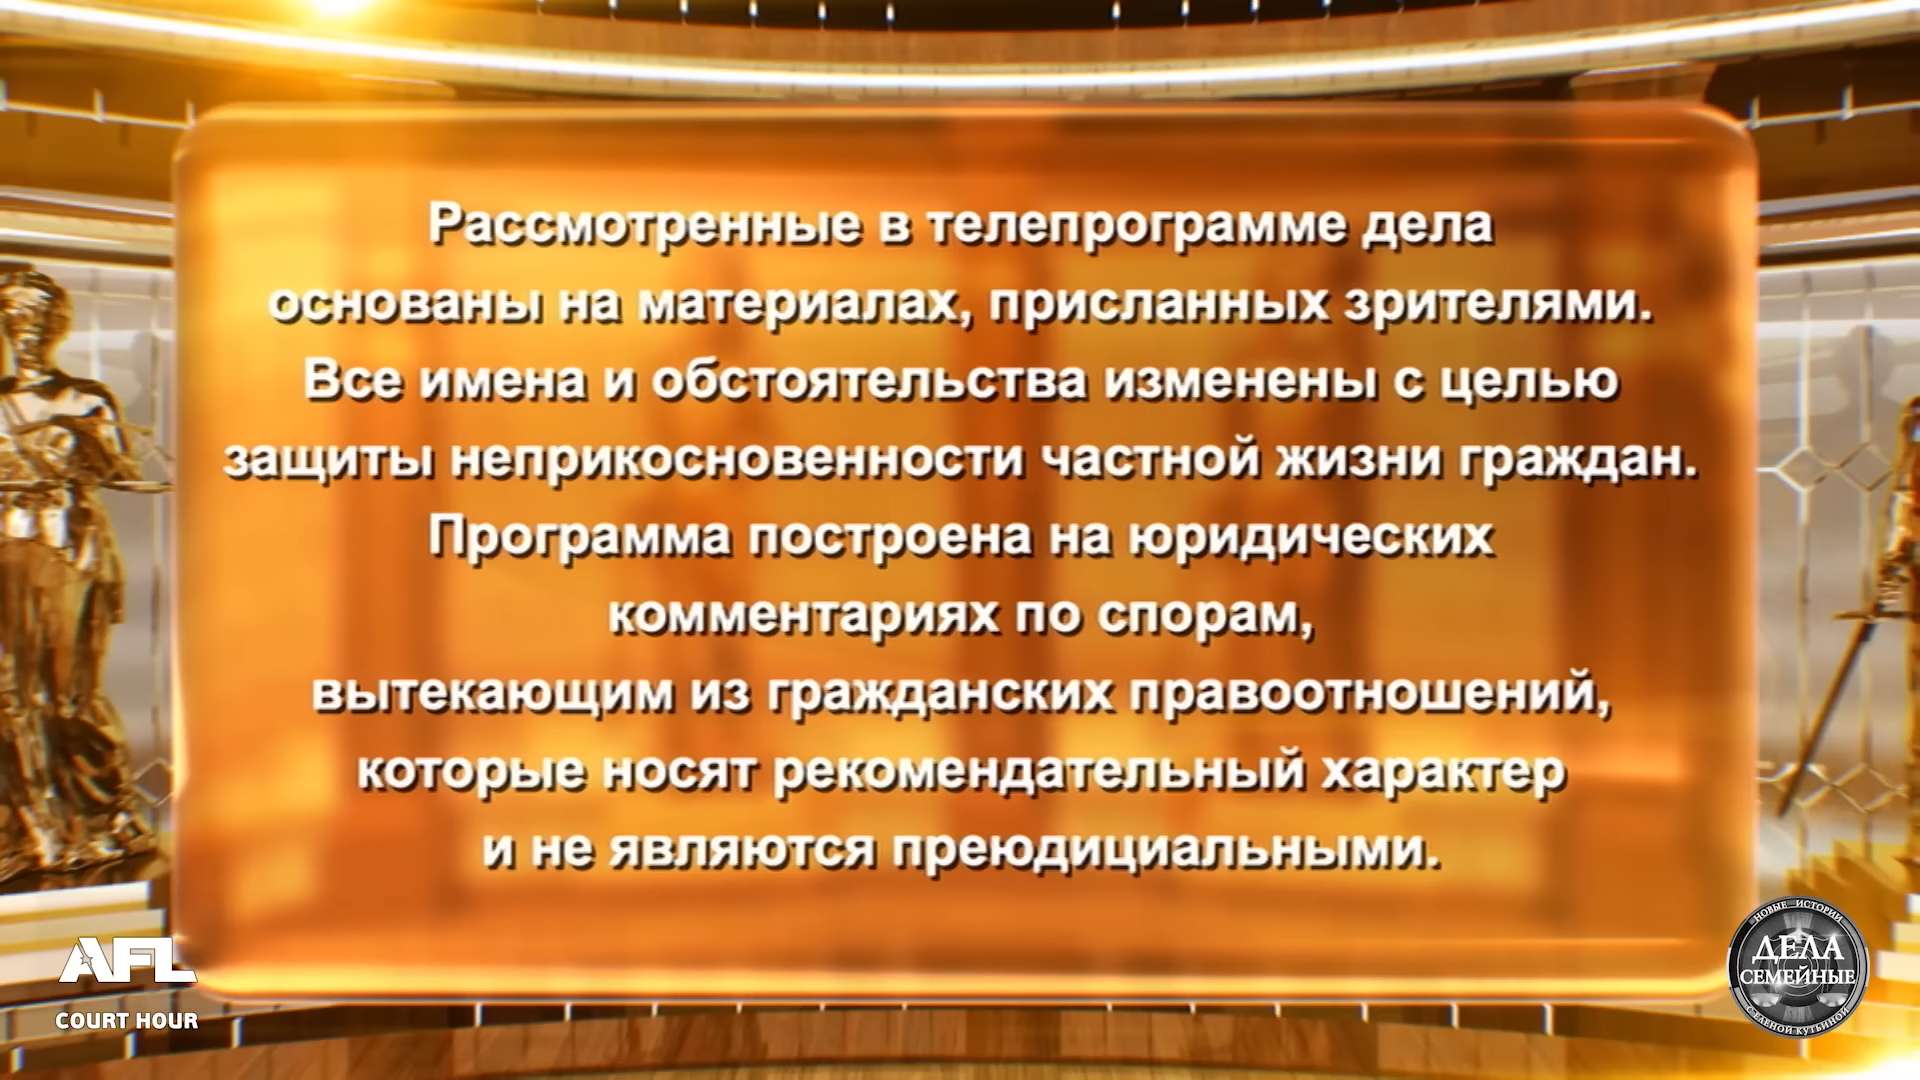 Рассмотренные в телепрограмме дела
основаны на материалах, присланных зрителями.
Все имена и обстоятельства изменены с целью
защиты неприкосновенности частной жизни граждан.
Программа построена на юридических
комментариях по спорам,
вытекающим из гражданских правоотношений,
которые носят рекомендательный характер
и не являются преюдициальными.
AFL
COURT HOUR
НОВЫЕ ИСТОРИИ
ДЕЛА
СЕМЕЙНЫЕ
С ЕЛЕНОЙ КУТЬИНОЙ